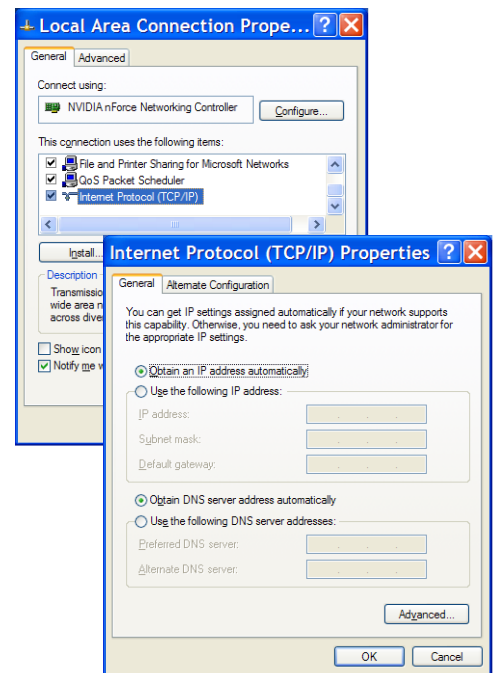 Local Area Connection Prope...
General Advanced
Connect using:
NVIDIA nForce Networking Controller Configure...
This connection uses the following items:
File and Printer Sharing for Microsoft Networks
QoS Packet Scheduler
Internet Protocol (TCP/IP)
Install...
Description
Transmissio
wide area n
across dive
Show icon
Notify me w
Internet Protocol (TCP/IP) Properties
General Alternate Configuration
You can get IP settings assigned automatically if your network supports
this capability. Otherwise, you need to ask your network administrator for
the appropriate IP settings.
Obtain an IP address automatically
Use the following IP address:
IP address:
Subnet mask:
Default gateway:
Obtain DNS server address automatically
Use the following DNS server addresses:
Preferred DNS server:
Alternate DNS server:
Advanced...
OK Cancel